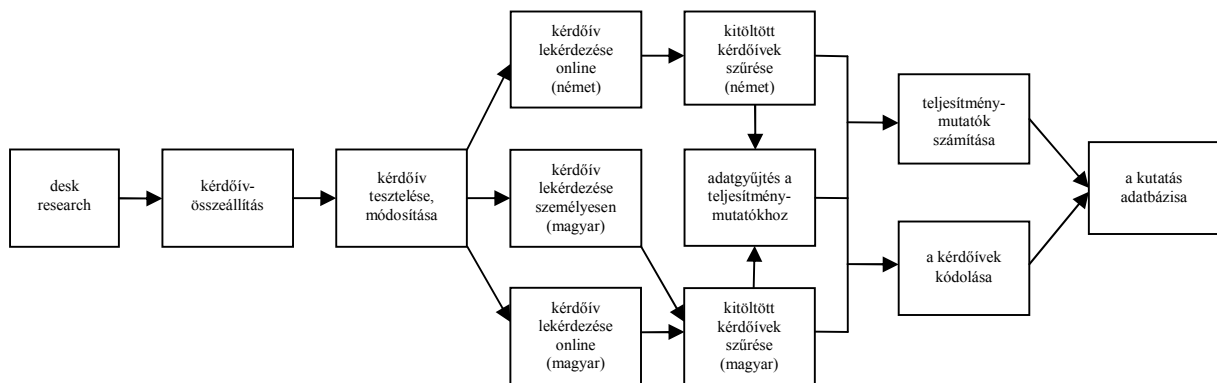 desk
research
kérdőív-
összeállítás
kérdőív
tesztelése,
módosítása
kérdőív
lekérdezése
online
(német)
kérdőív
lekérdezése
személyesen
(magyar)
kérdőív
lekérdezése
online
(magyar)
kitöltött
kérdőívek
szűrése
(német)
adatgyűjtés a
teljesítmény-
mutatókhoz
kitöltött
kérdőívek
szűrése
(magyar)
teljesítmény-
mutatók
számítása
a kérdőívek
kódolása
a kutatás
adatbázisa